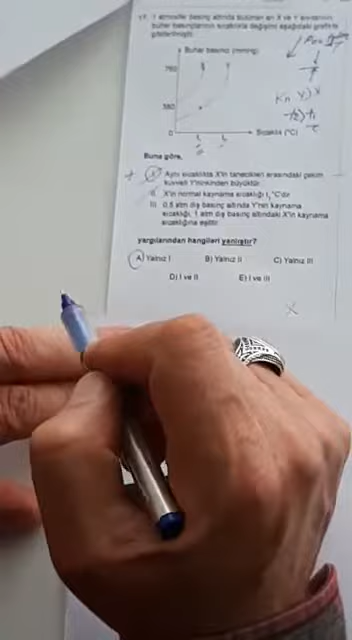 17. 1 atmosfer basınç altında bulunan arı X ve Y sıvılarının
buhar basınçlarının sıcaklıkla değişimi aşağıdaki grafikte
gösterilmiştir.
Buhar basıncı (mmHg)
760
X Y
380
0
Sıcaklık (°C)
Buna göre,
I. Aynı sıcaklıkta X'in tanecikleri arasındaki çekim
kuvveti Y'ninkinden büyüktür.
II. X'in normal kaynama sıcaklığı t₁°C'dir.
III. 0,5 atm dış basınç altında Y'nin kaynama
sıcaklığı, 1 atm dış basınç altındaki X'in kaynama
sıcaklığına eşittir.
yargılarından hangileri yanlıştır?
A) Yalnız I B) Yalnız II C) Yalnız III
D) I ve II E) I ve III